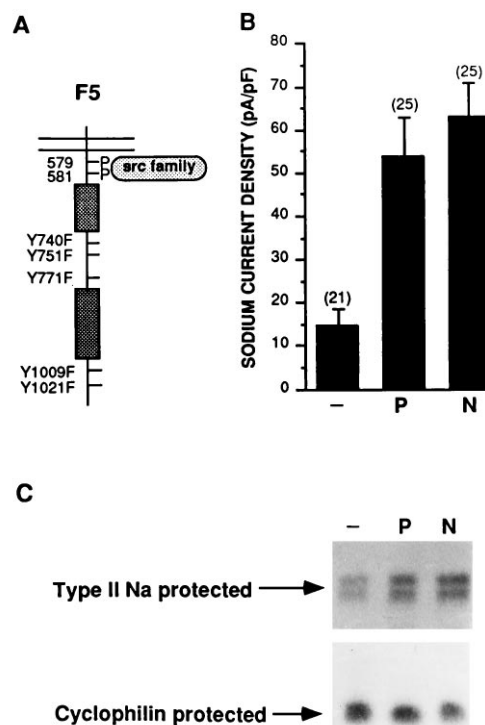 A
F5
579 P
581 P
src family
Y740F
Y751F
Y771F
Y1009F
Y1021F
B
SODIUM CURRENT DENSITY (pA/pF)
80
70
60
50
40
30
20
10
0
(21)
(25)
(25)
– P N
C
– P N
Type II Na protected
Cyclophilin protected